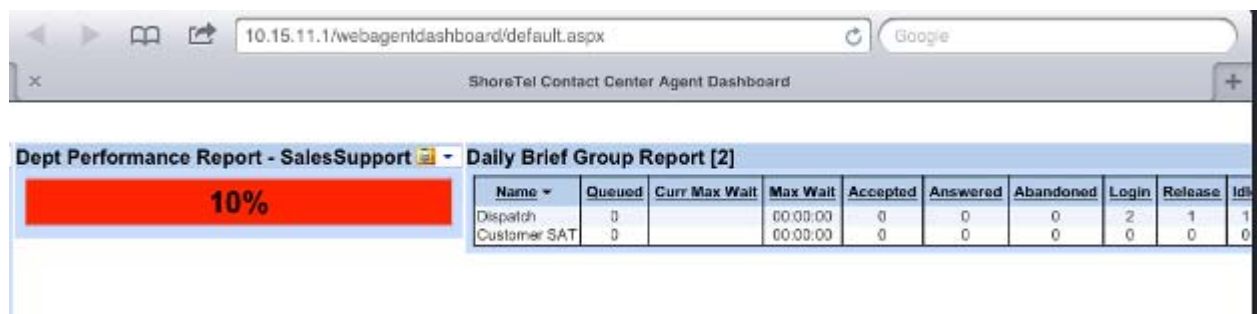 10.15.11.1/webagentdashboard/default.aspx Google
ShoreTel Contact Center Agent Dashboard
Dept Performance Report - SalesSupport
10%
Daily Brief Group Report [2]
Name Queued Curr Max Wait Max Wait Accepted Answered Abandoned Login Release
Dispatch 0 00:00:00 0 0 0 2 1 1
Customer SAT 0 00:00:00 0 0 0 0 0 0